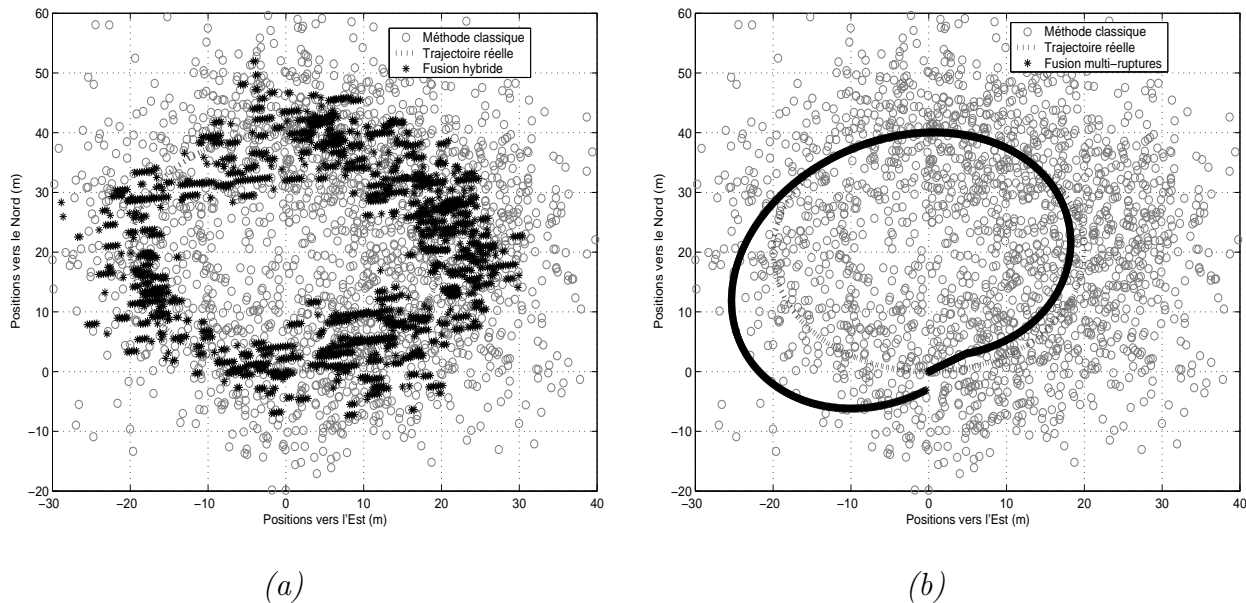 60
50
40
30
20
10
0
−10
−20
−30
−20
−10
0
10
20
30
40
Positions vers l'Est (m)
Positions vers le Nord (m)
Méthode classique
Trajectoire réelle
Fusion hybride
(a)
60
50
40
30
20
10
0
−10
−20
−30
−20
−10
0
10
20
30
40
Positions vers l'Est (m)
Positions vers le Nord (m)
Méthode classique
Trajectoire réelle
Fusion multi−ruptures
(b)